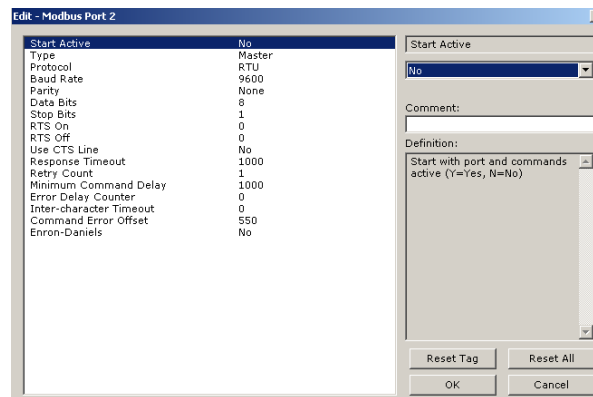 Edit - Modbus Port 2
Start Active No
Type Master
Protocol RTU
Baud Rate 9600
Parity None
Data Bits 8
Stop Bits 1
RTS On 0
RTS Off 0
Use CTS Line No
Response Timeout 1000
Retry Count 1
Minimum Command Delay 1000
Error Delay Counter 0
Inter-character Timeout 0
Command Error Offset 550
Enron-Daniels No
Start Active
No
Comment:
Definition:
Start with port and commands
active (Y=Yes, N=No)
Reset Tag Reset All
OK Cancel